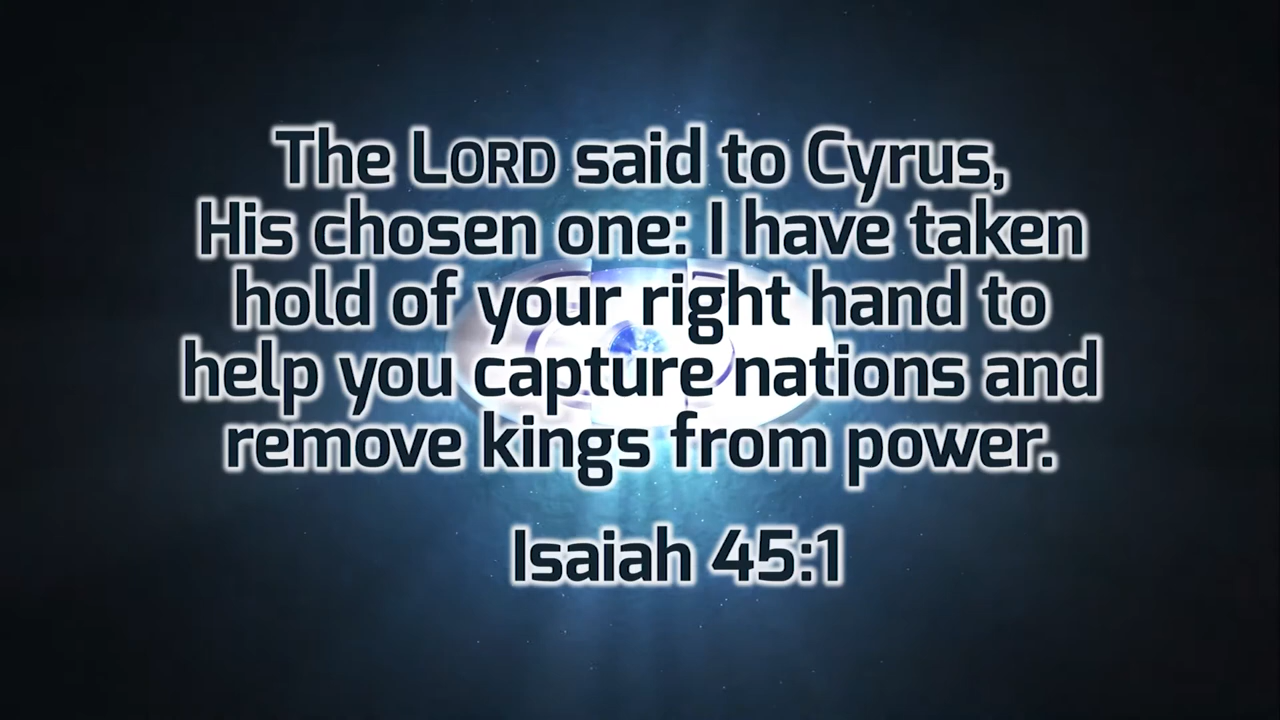 The LORD said to Cyrus,
His chosen one: I have taken
hold of your right hand to
help you capture nations and
remove kings from power.
Isaiah 45:1